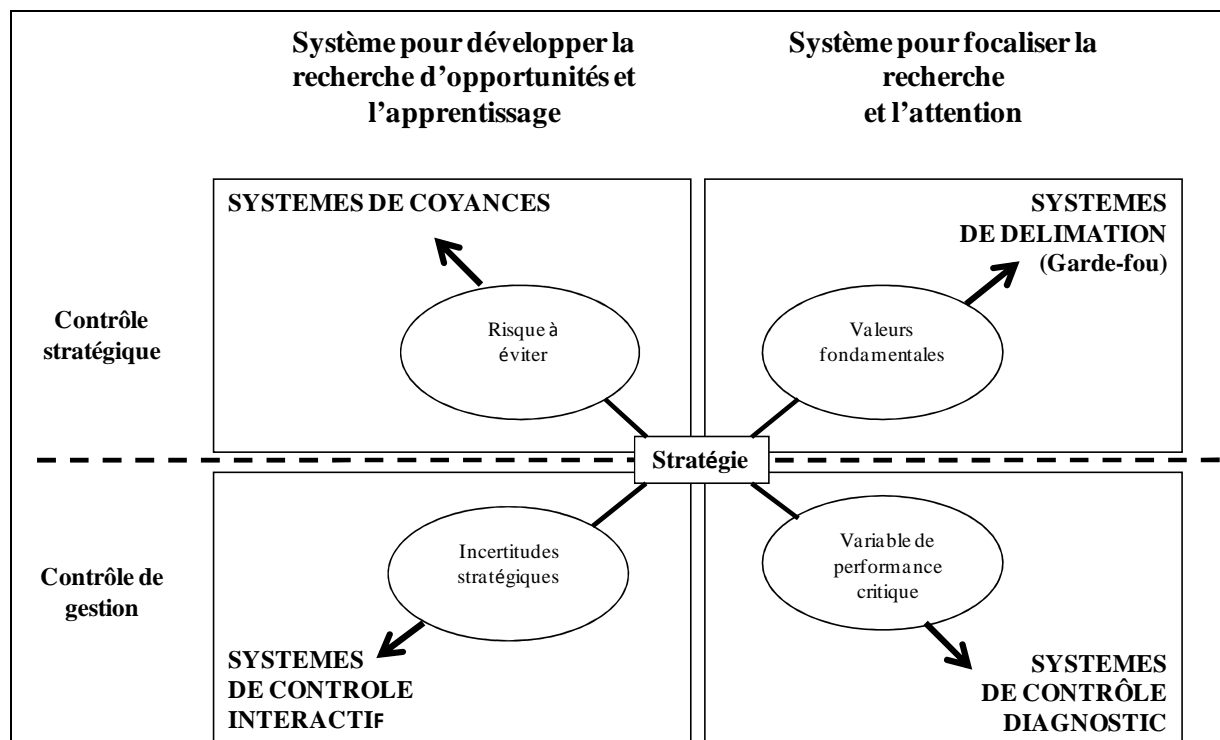 Système pour développer la
recherche d’opportunités et
l’apprentissage
Système pour focaliser la
recherche
et l’attention
Contrôle
stratégique
SYSTEMES DE COYANCES
Risque à
éviter
SYSTEMES
DE DELIMATION
(Garde-fou)
Valeurs
fondamentales
Stratégie
Contrôle de
gestion
Incertitudes
stratégiques
SYSTEMES
DE CONTROLE
INTERACTIF
Variable de
performance
critique
SYSTEMES
DE CONTRÔLE
DIAGNOSTIC